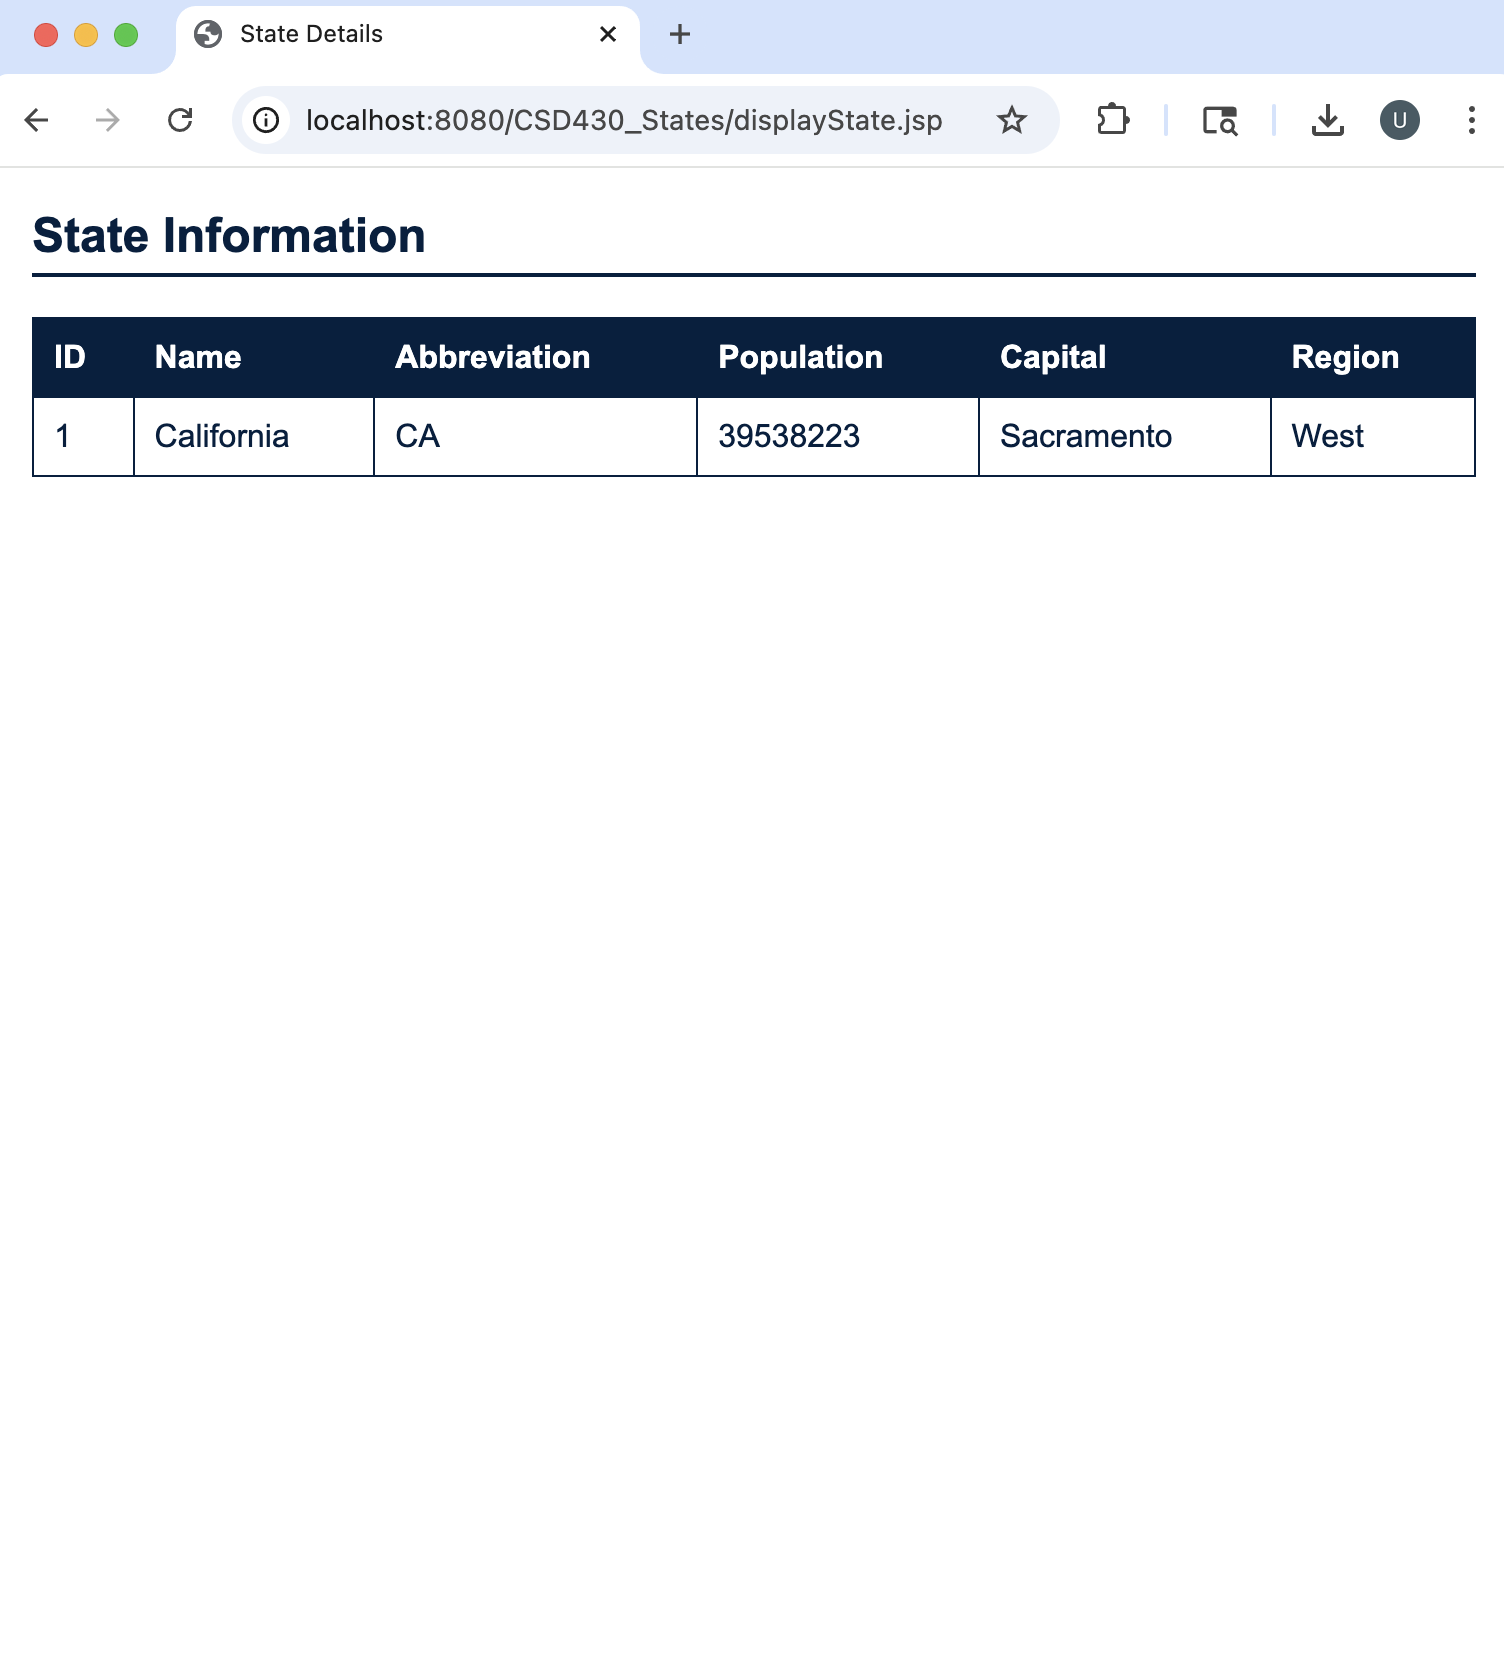 State Details
localhost:8080/CSD430_States/displayState.jsp
U
State Information
ID Name Abbreviation Population Capital Region
1 California CA 39538223 Sacramento West